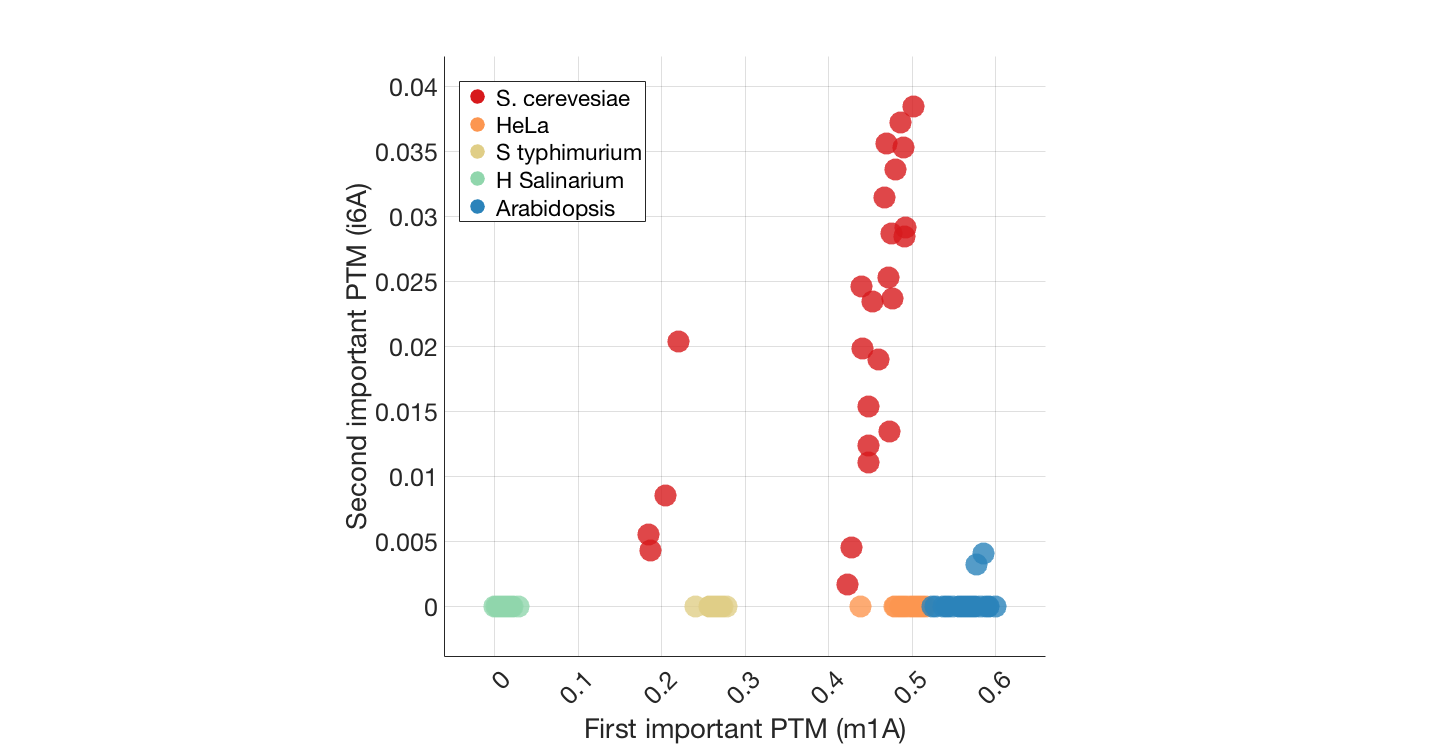 0.04
0.035
0.03
0.025
0.02
0.015
0.01
0.005
0
Second important PTM (i6A)
S. cerevesiae
HeLa
S typhimurium
H Salinarium
Arabidopsis
0
0.1
0.2
0.3
0.4
0.5
0.6
First important PTM (m1A)